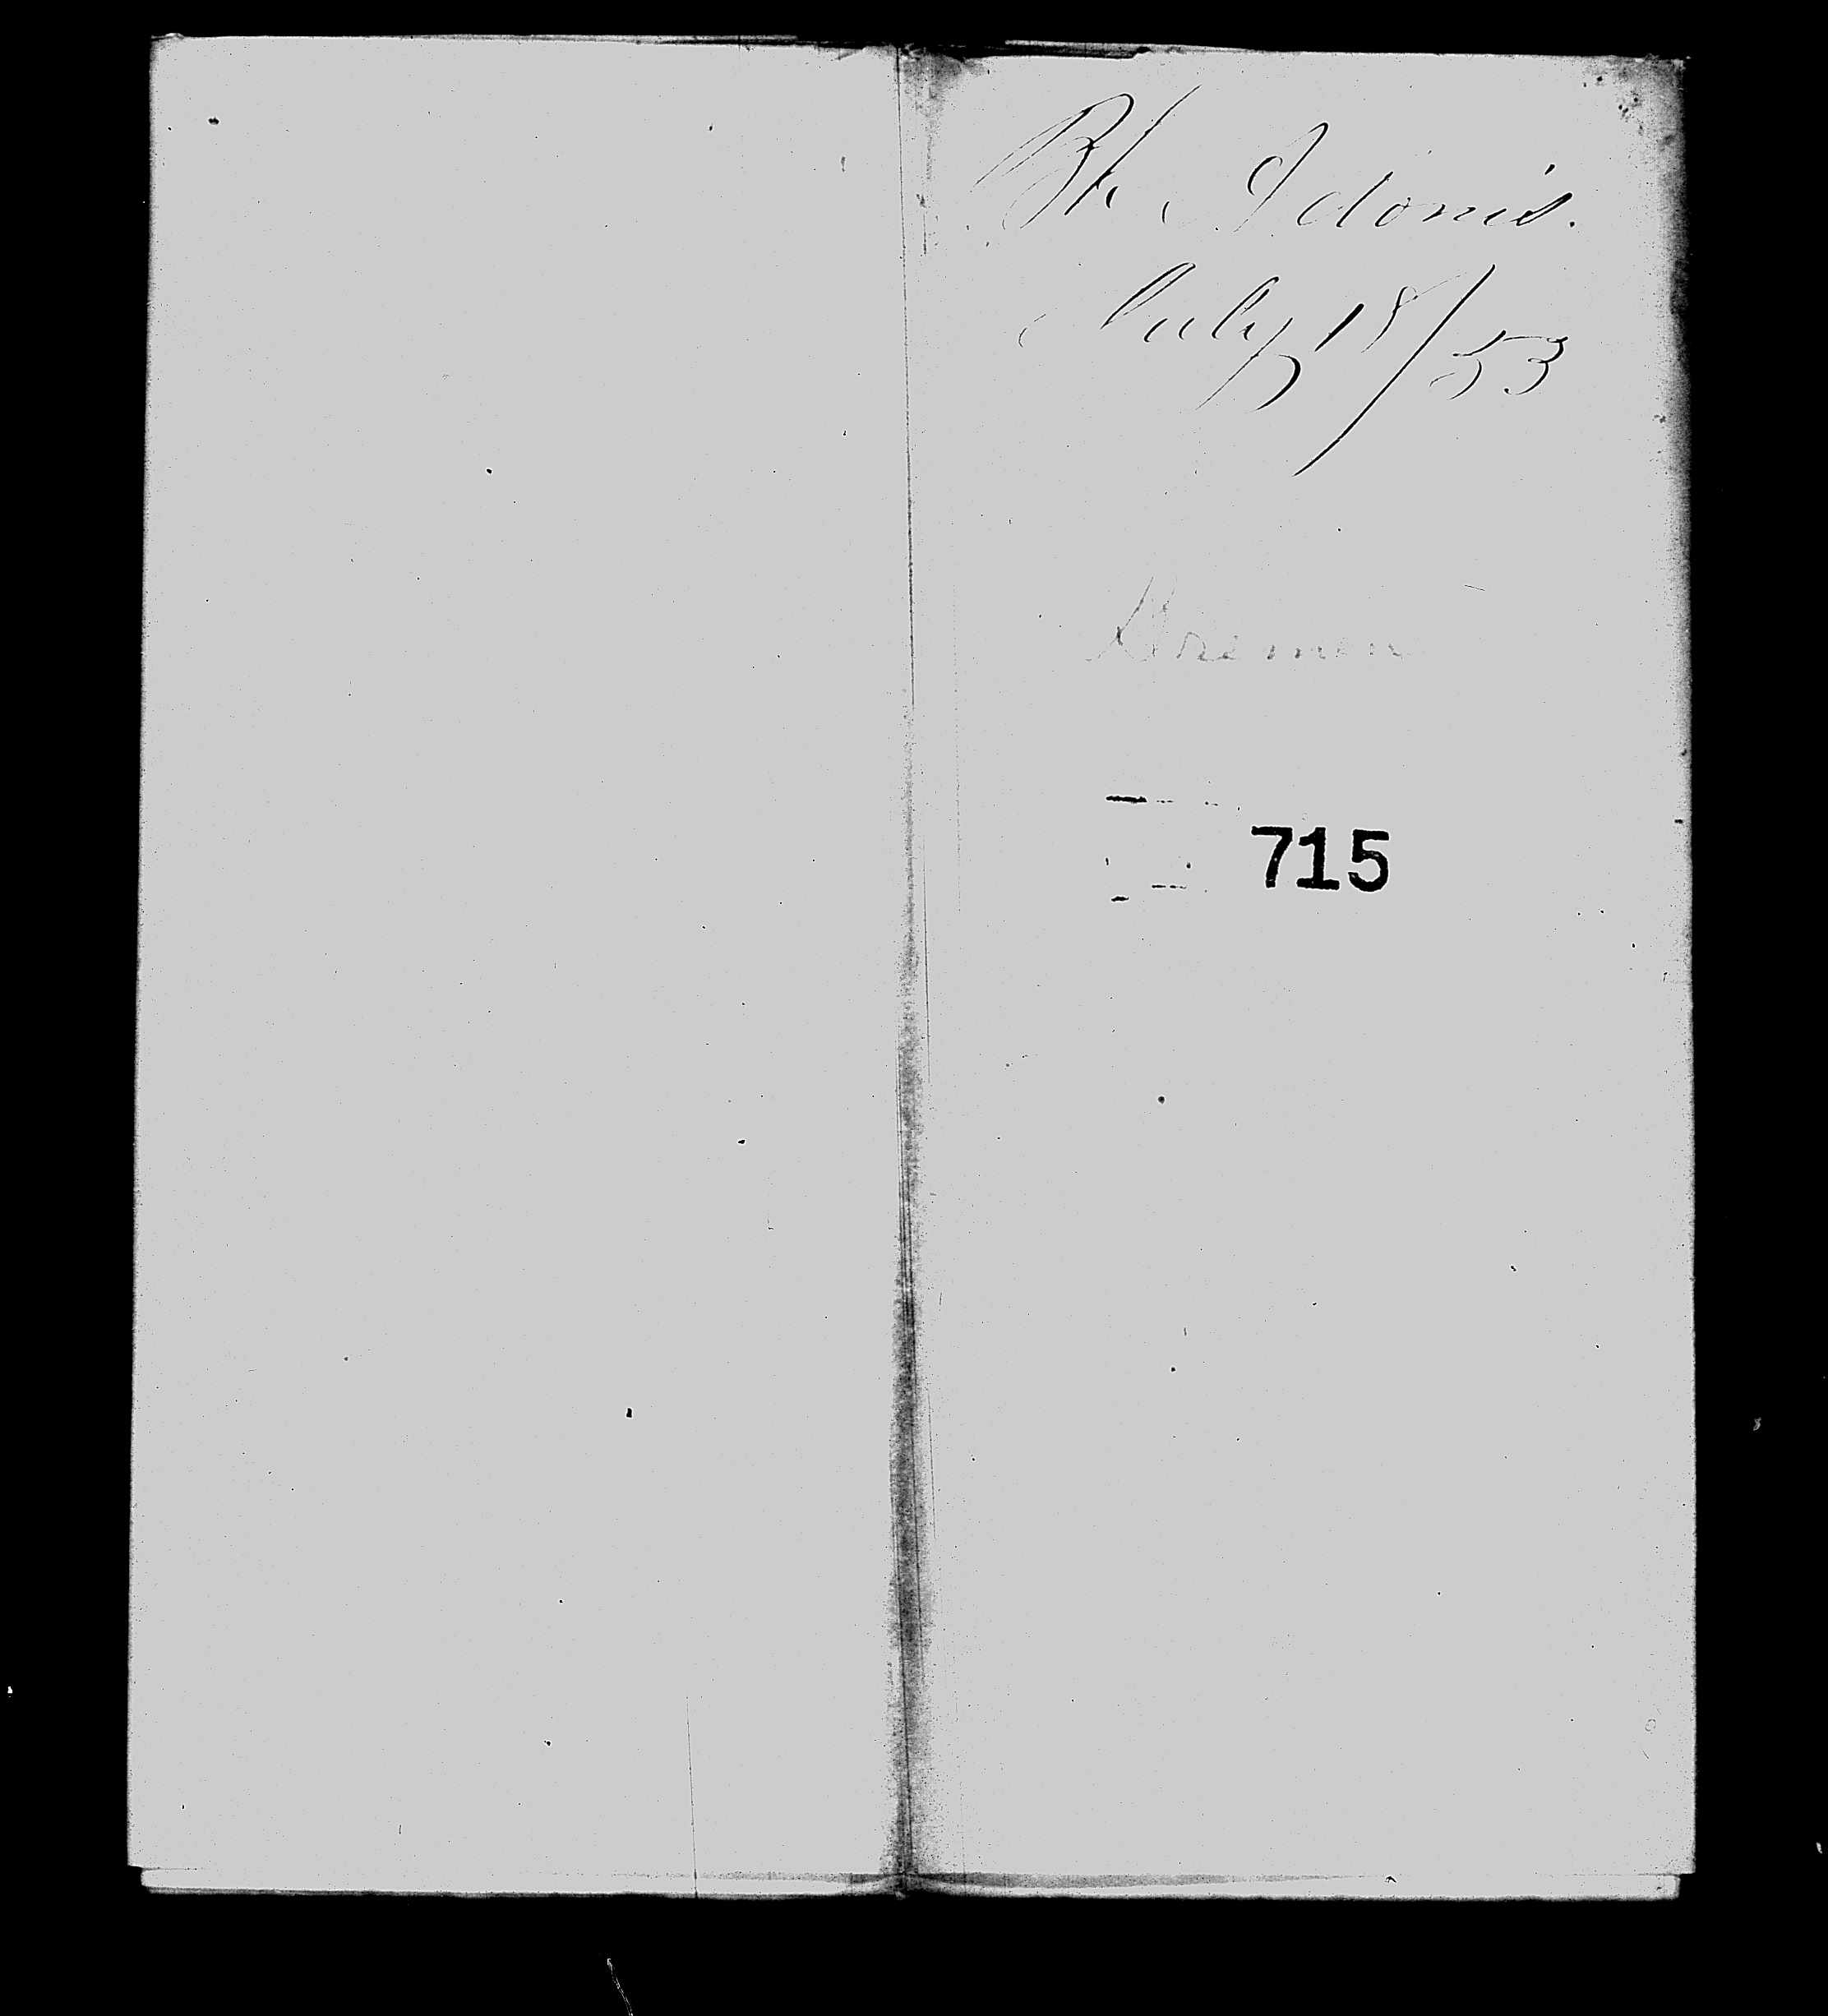 Bk Adonis.
July 18/53
Bremen
715